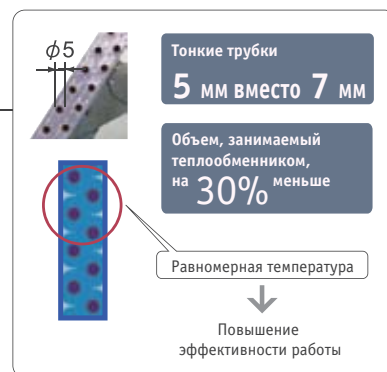 ϕ5
Тонкие трубки
5 мм вместо 7 мм
Объем, занимаемый
теплообменником,
на 30% меньше
Равномерная температура
Повышение
эффективности работы